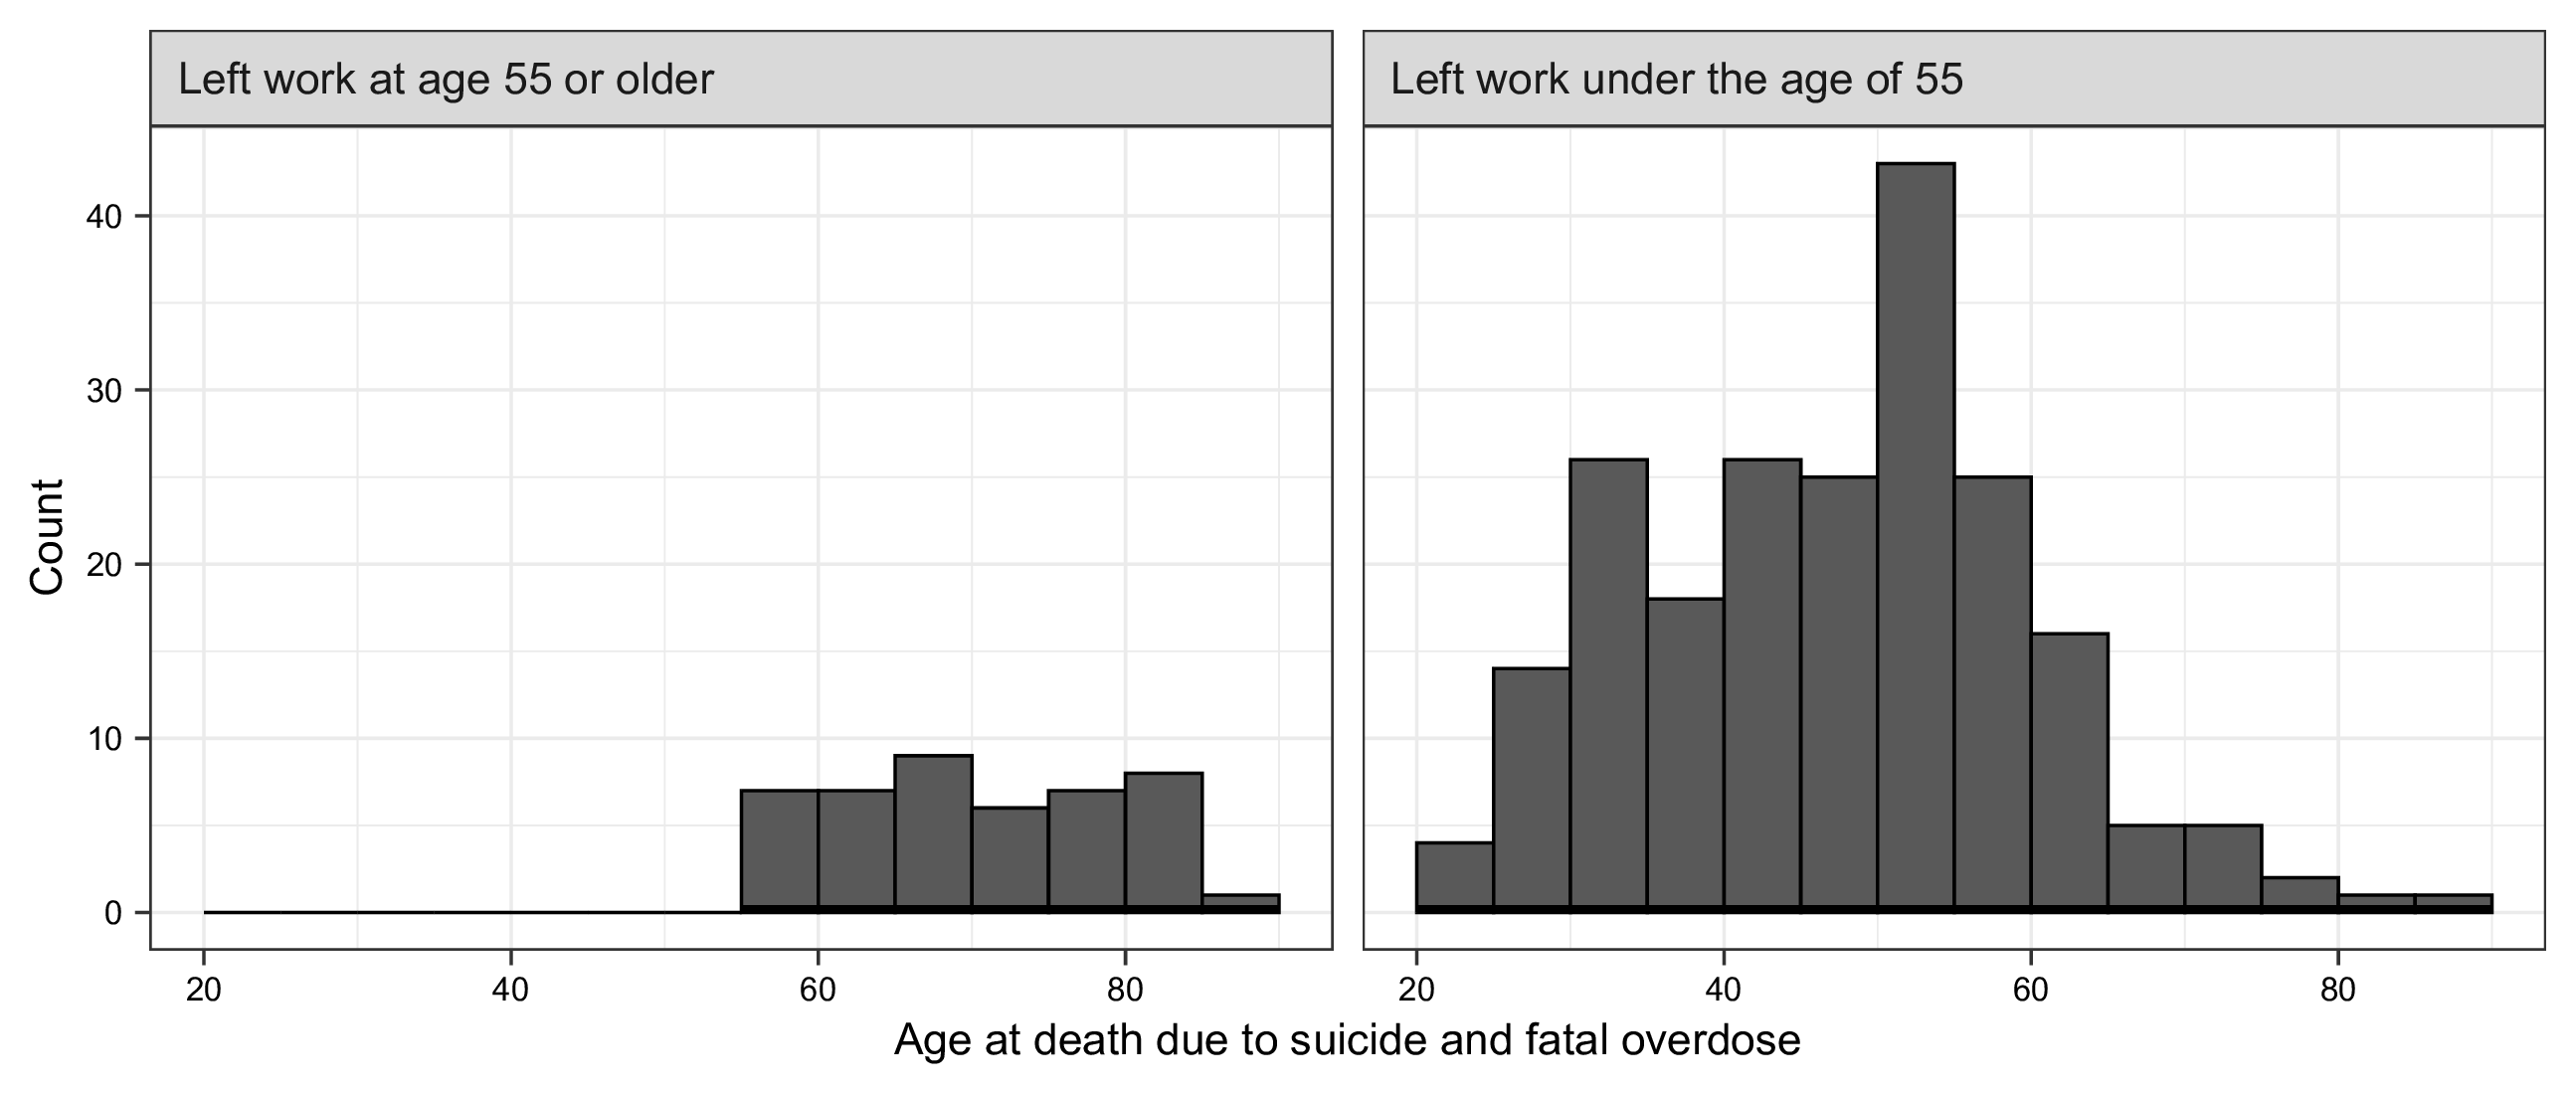 Left work at age 55 or older
Left work under the age of 55
Count
40
30
20
10
0
20 40 60 80
20 40 60 80
Age at death due to suicide and fatal overdose